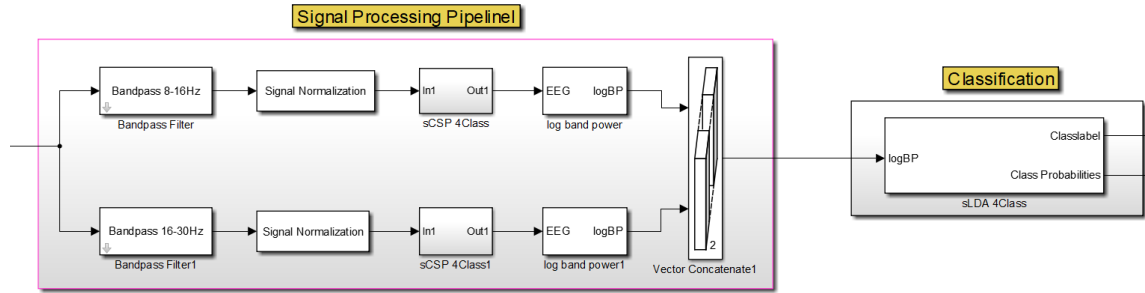 Signal Processing Pipelinel
Bandpass 8-16Hz
Bandpass Filter
Signal Normalization
In1 Out1
sCSP 4Class
EEG logBP
log band power
Bandpass 16-30Hz
Bandpass Filter1
Signal Normalization
In1 Out1
sCSP 4Class1
EEG logBP
log band power1
2
Vector Concatenate1
Classification
logBP
Classlabel
Class Probabilities
sLDA 4Class